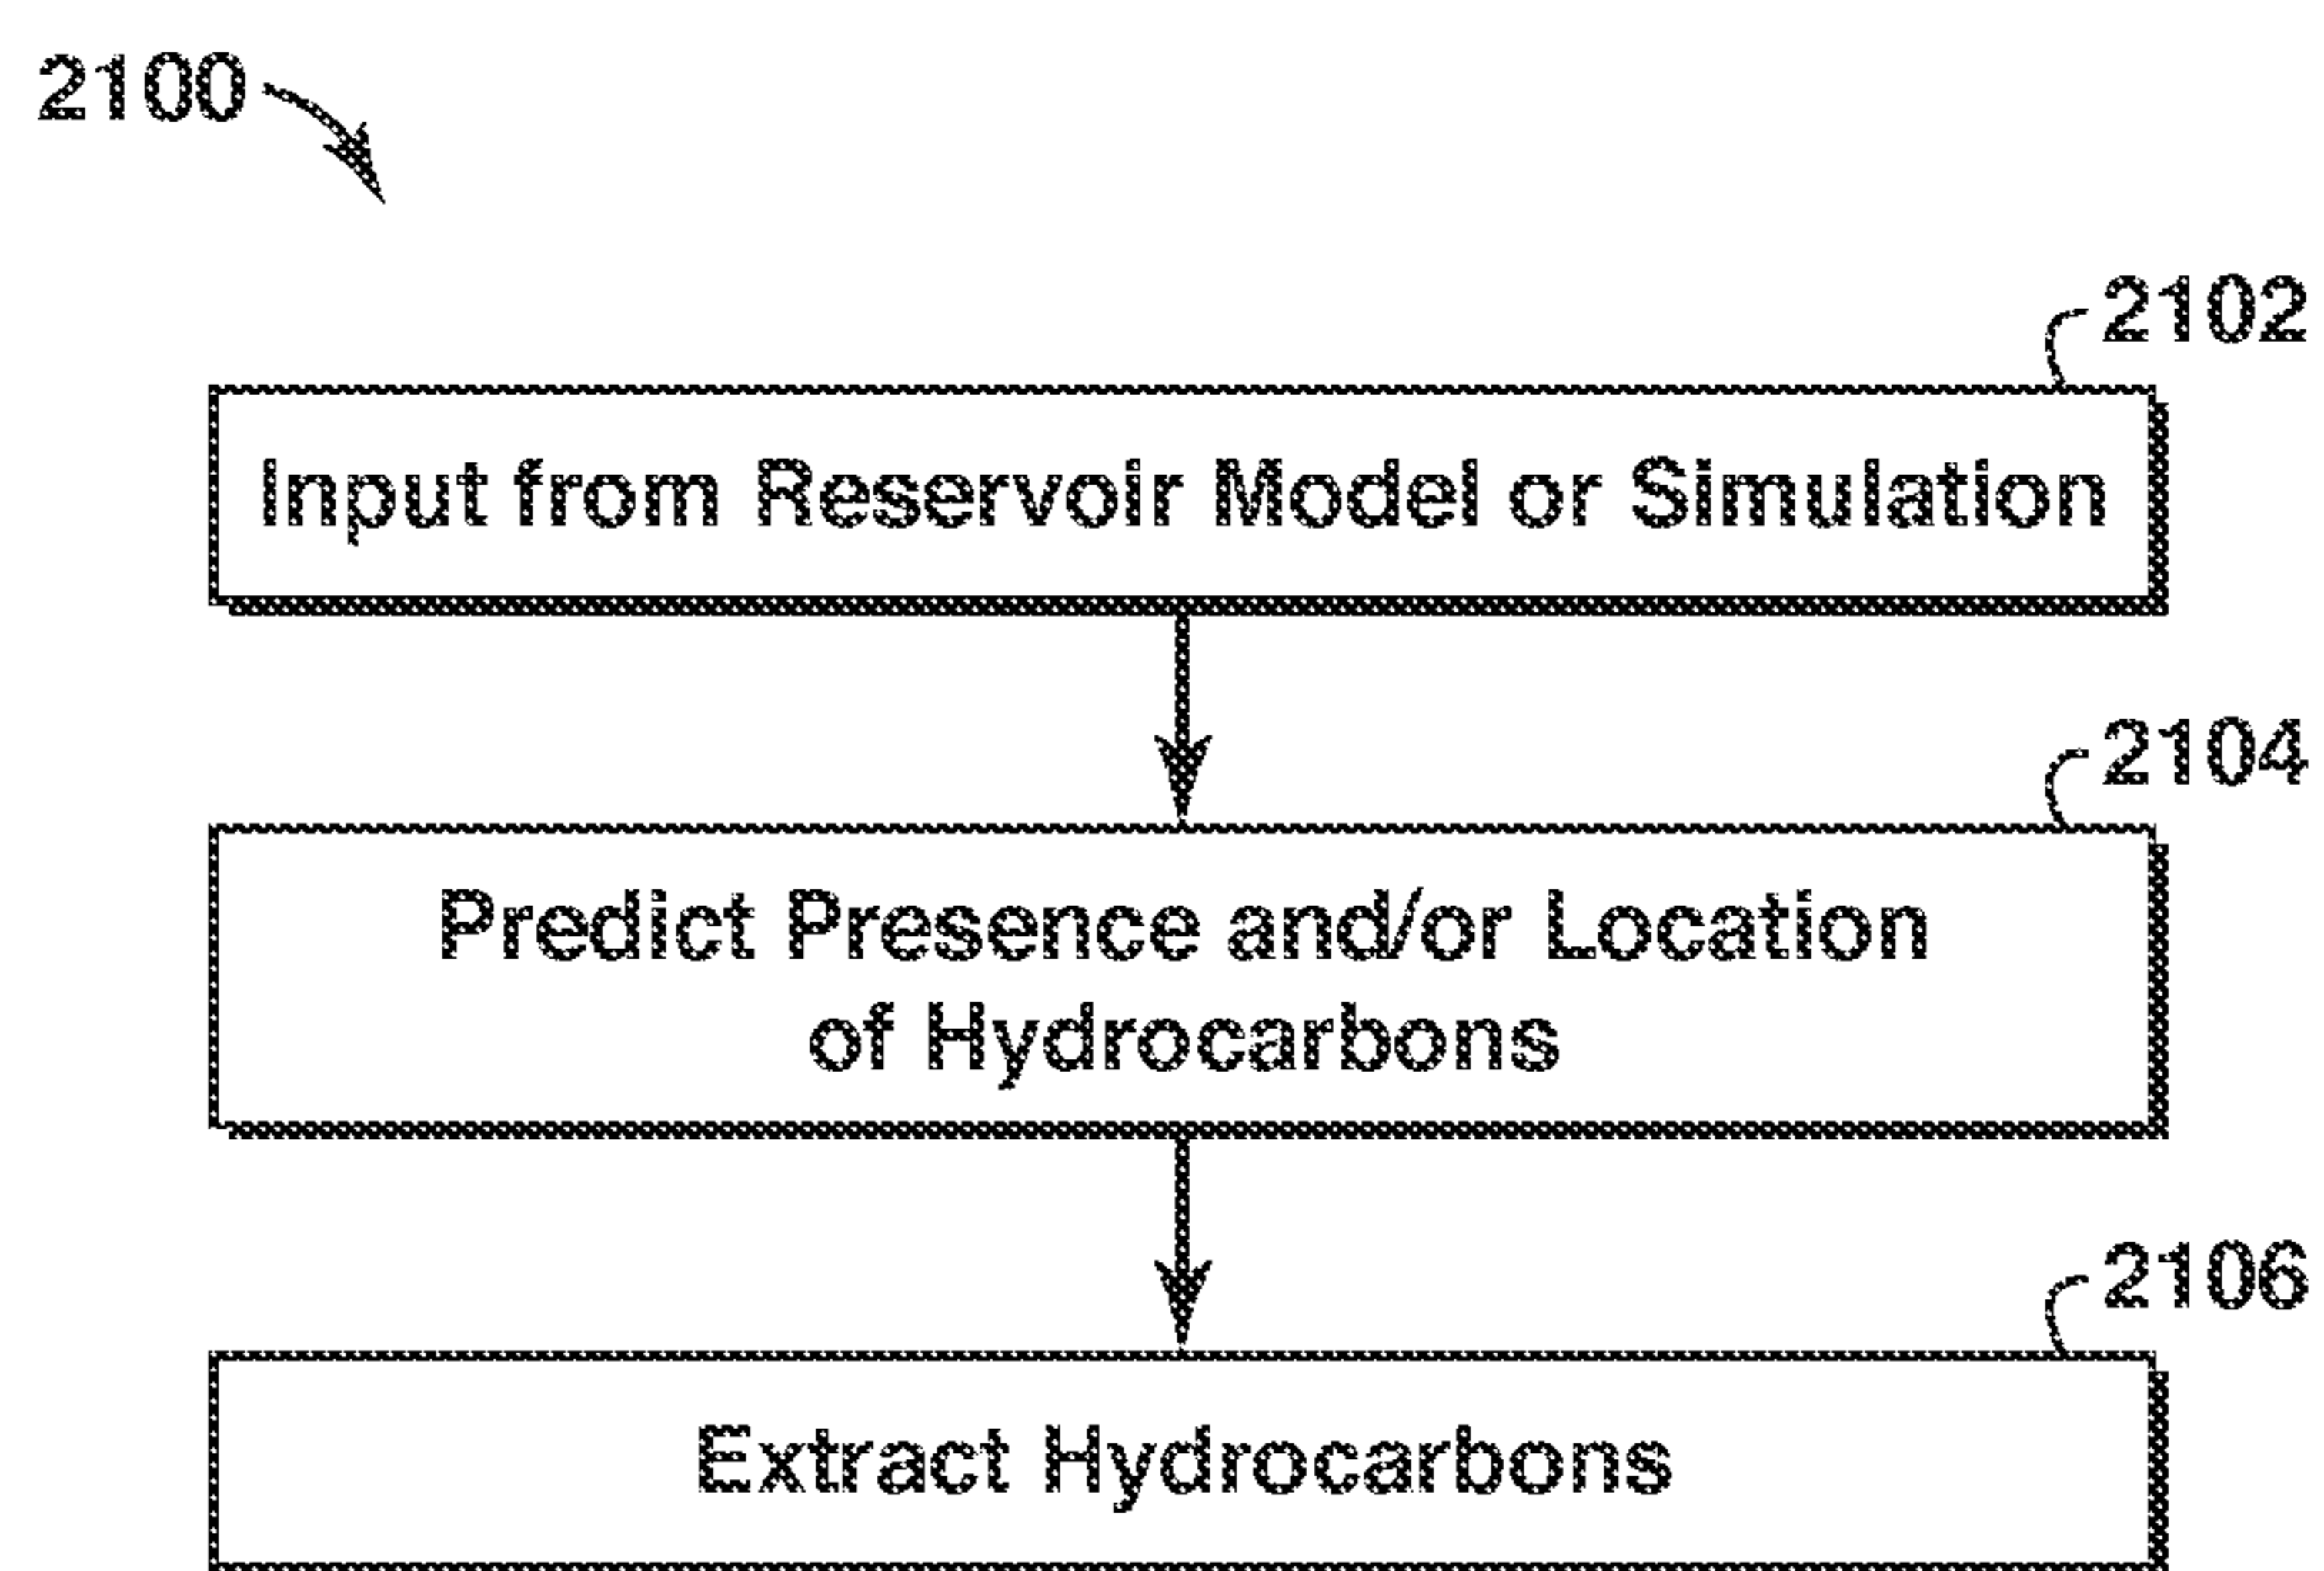 2100
2102
Input from Reservoir Model or Simulation
2104
Predict Presence and/or Location
of Hydrocarbons
2106
Extract Hydrocarbons